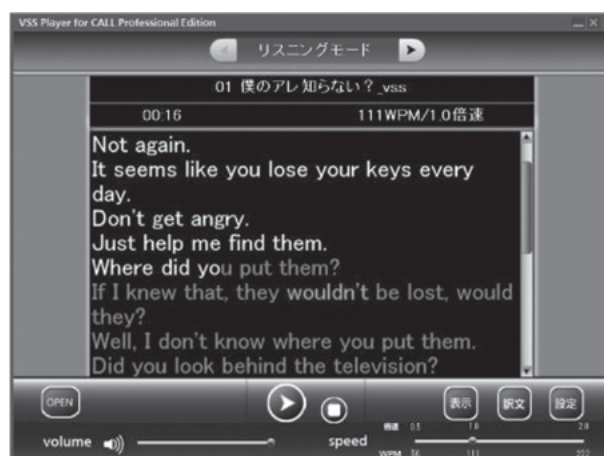 VSS Player for CALL Professional Edition
リスニングモード
01 僕のアレ知らない？_vss
00:16 111WPM/1.0倍速
Not again.
It seems like you lose your keys every
day.
Don't get angry.
Just help me find them.
Where did you put them?
If I knew that, they wouldn't be lost, would
they?
Well, I don't know where you put them.
Did you look behind the television?
OPEN 表示 訳文 設定
倍速 0.5 1.0 2.0
volume speed
WPM 56 111 222